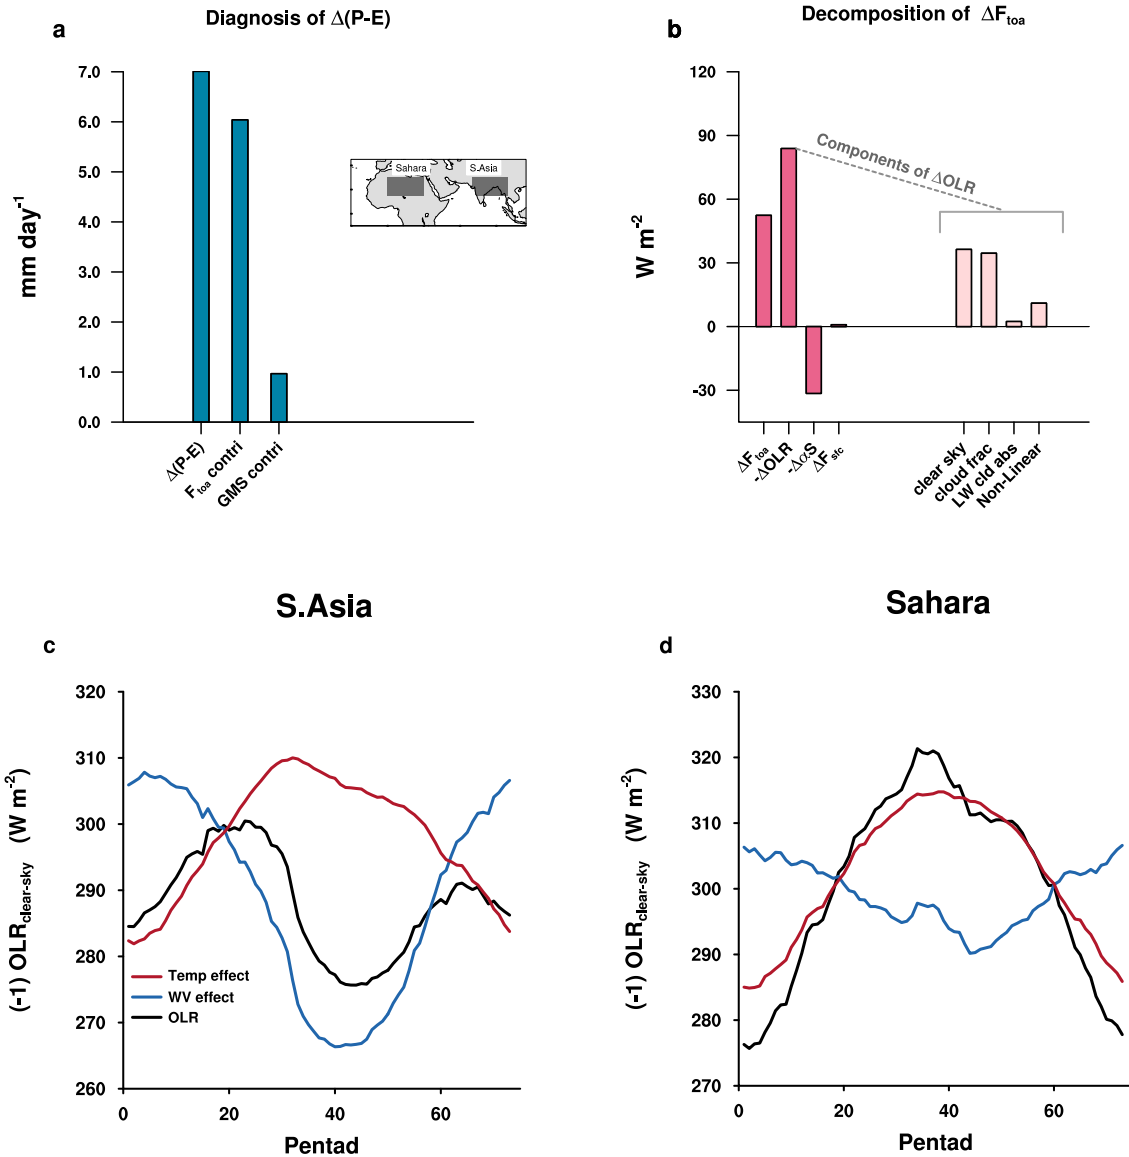 a
Diagnosis of Δ(P-E)
7.0
6.0
5.0
4.0
3.0
2.0
1.0
0.0
mm day-1
Δ(P-E)
Ftoa contri
GMS contri
Sahara
S.Asia
b
Decomposition of ΔFtoa
120
90
60
30
0
-30
W m-2
Components of ΔOLR
ΔFtoa
-ΔOLR
-ΔαS
ΔFsfc
clear sky
cloud frac
LW cld abs
Non-Linear
S.Asia
c
320
310
300
290
280
270
260
(-1) OLRclear-sky (W m-2)
Temp effect
WV effect
OLR
0
20
40
60
Pentad
Sahara
d
330
320
310
300
290
280
270
(-1) OLRclear-sky (W m-2)
0
20
40
60
Pentad